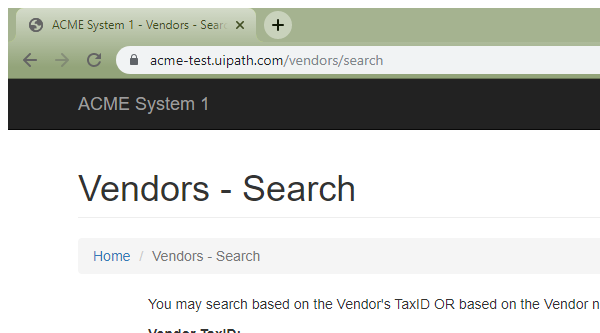 ACME System 1 - Vendors - Sear
acme-test.uipath.com/vendors/search
ACME System 1
Vendors - Search
Home / Vendors - Search
You may search based on the Vendor's TaxID OR based on the Vendor n
Vendor TaxID: